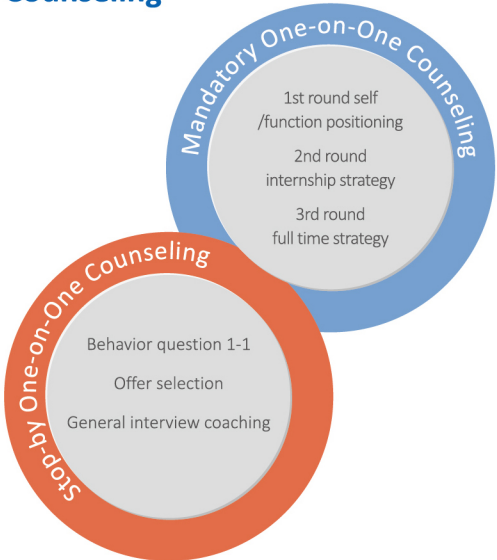 Counseling
Mandatory One-on-One Counseling
1st round self
/function positioning
2nd round
internship strategy
3rd round
full time strategy
Stop-by One-on-One Counseling
Behavior question 1-1
Offer selection
General interview coaching